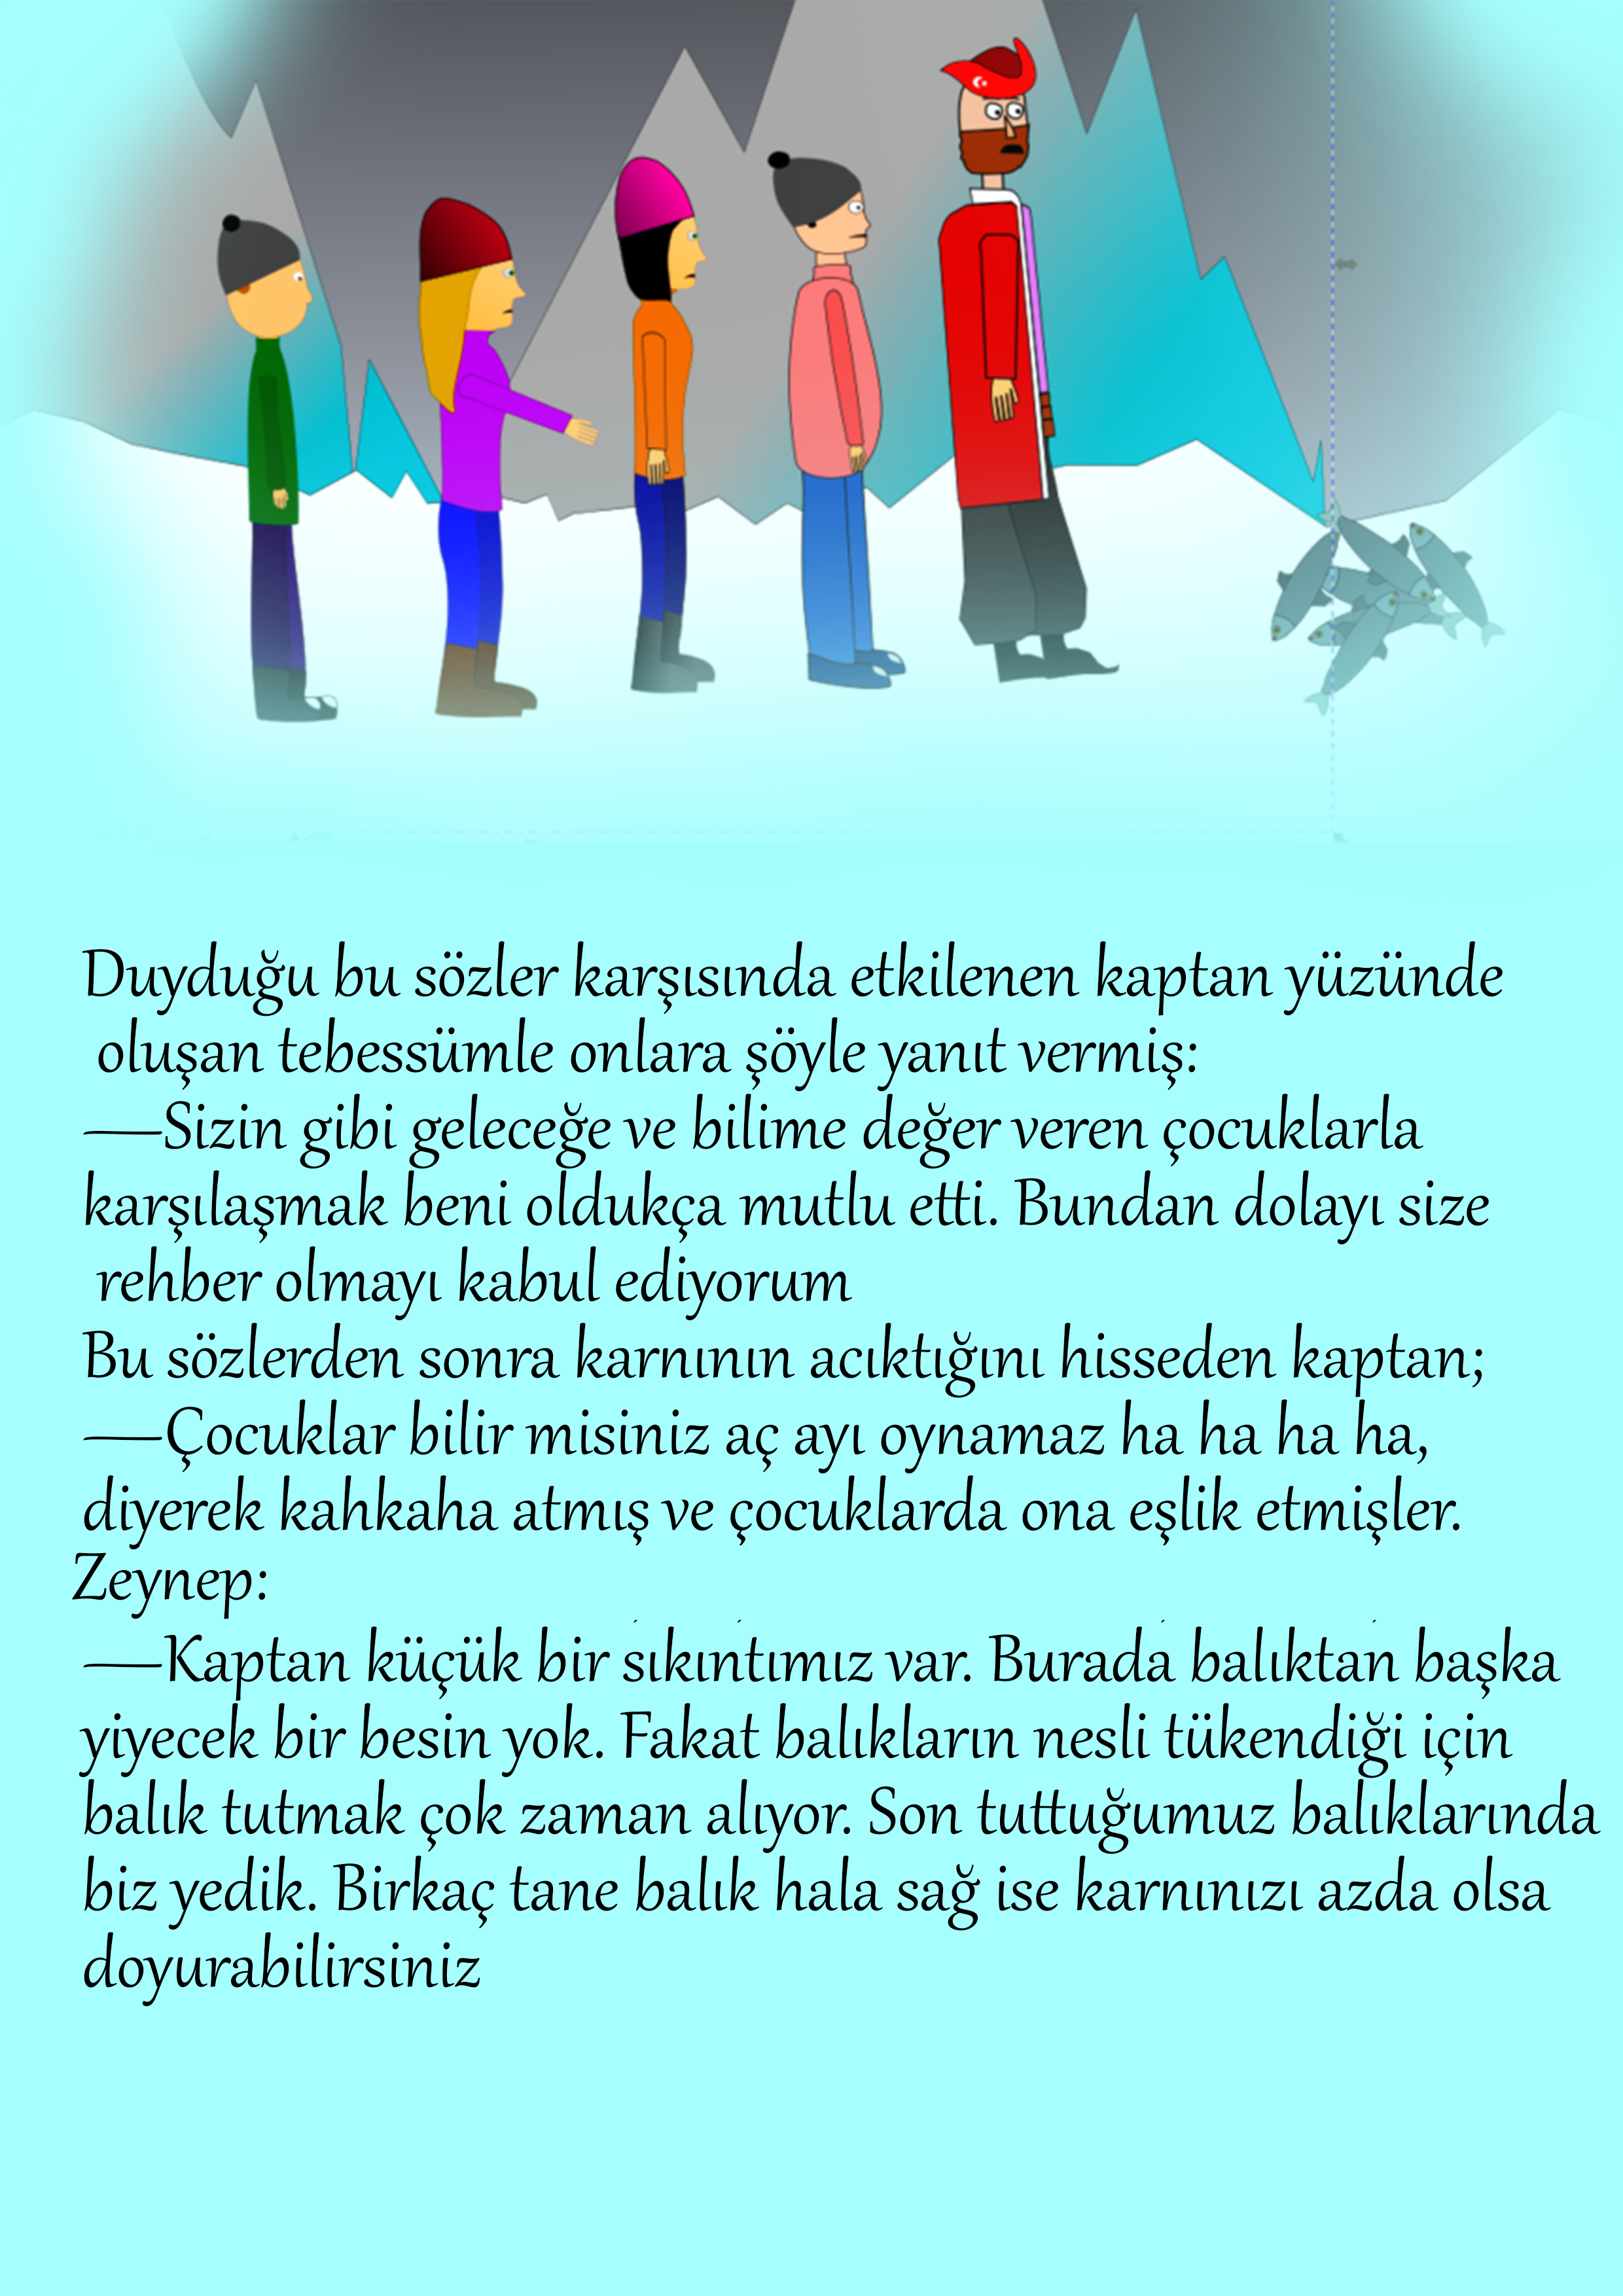 Duyduğu bu sözler karşısında etkilenen kaptan yüzünde
oluşan tebessümle onlara şöyle yanıt vermiş:
—Sizin gibi geleceğe ve bilime değer veren çocuklarla
karşılaşmak beni oldukça mutlu etti. Bundan dolayı size
rehber olmayı kabul ediyorum
Bu sözlerden sonra karnının acıktığını hisseden kaptan;
—Çocuklar bilir misiniz aç ayı oynamaz ha ha ha ha,
diyerek kahkaha atmış ve çocuklarda ona eşlik etmişler.
Zeynep:
—Kaptan küçük bir sıkıntımız var. Burada balıktan başka
yiyecek bir besin yok. Fakat balıkların nesli tükendiği için
balık tutmak çok zaman alıyor. Son tuttuğumuz balıklarında
biz yedik. Birkaç tane balık hala sağ ise karnınızı azda olsa
doyurabilirsiniz